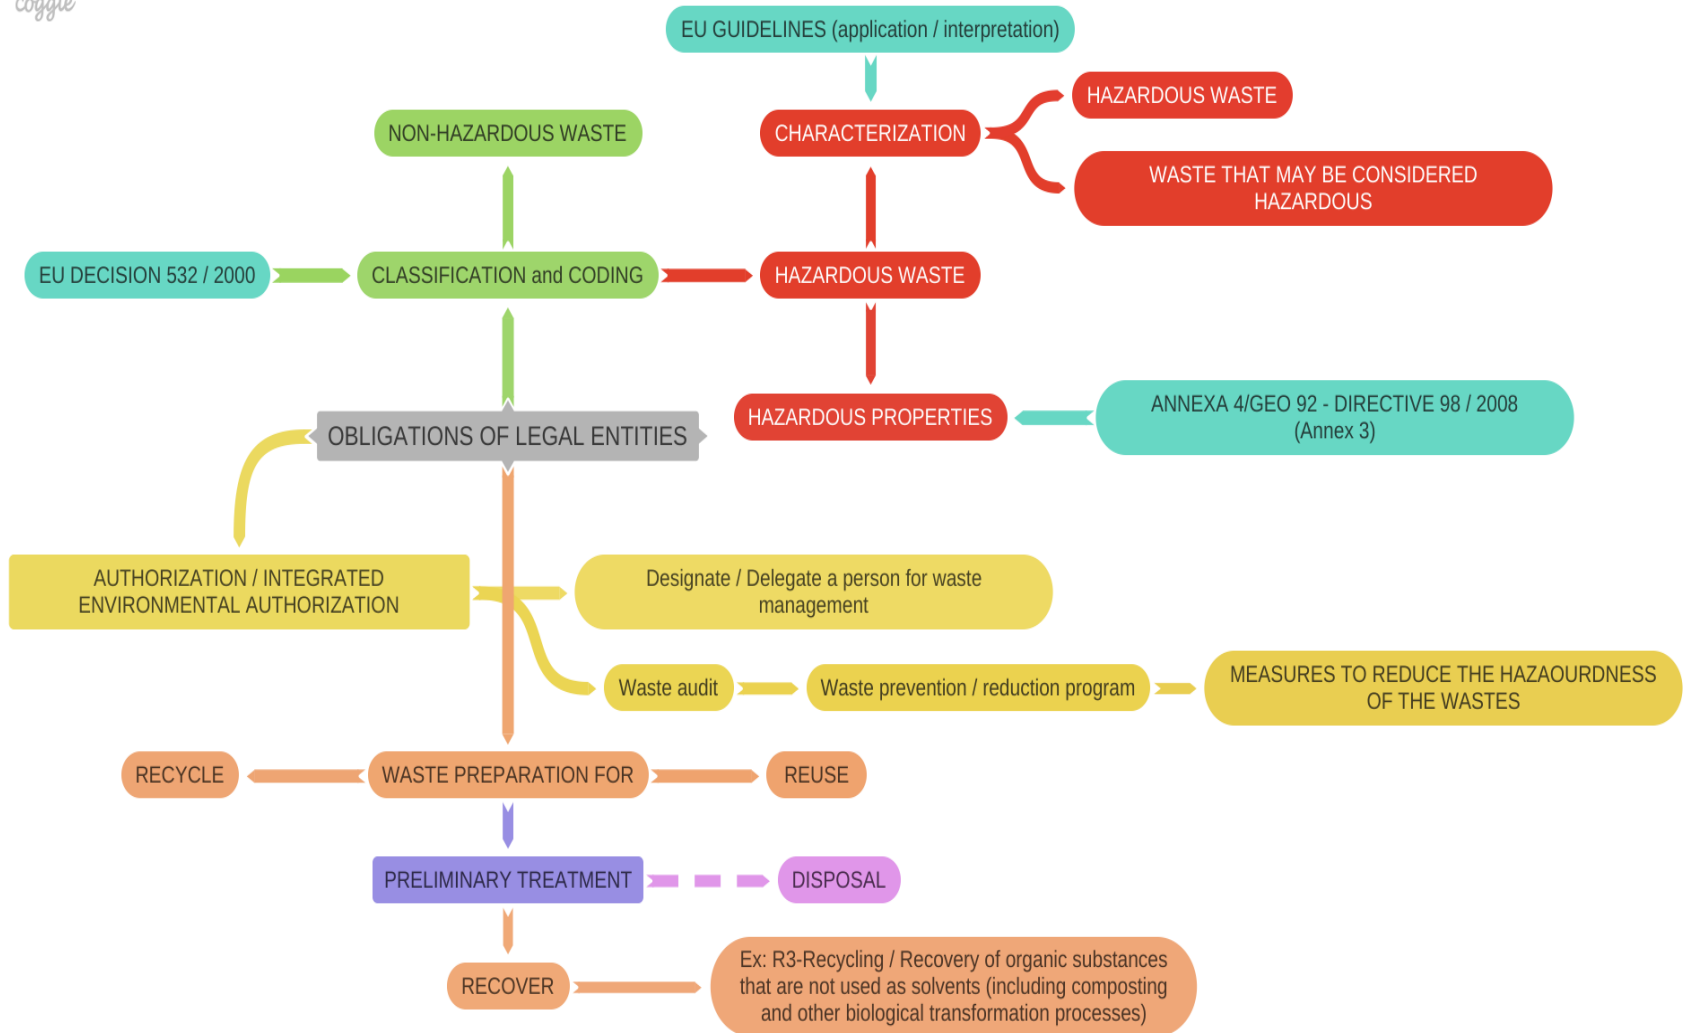 coggle
EU GUIDELINES (application / interpretation)
HAZARDOUS WASTE
NON-HAZARDOUS WASTE
CHARACTERIZATION
WASTE THAT MAY BE CONSIDERED
HAZARDOUS
EU DECISION 532 / 2000
CLASSIFICATION and CODING
HAZARDOUS WASTE
HAZARDOUS PROPERTIES
ANNEXA 4/GEO 92 - DIRECTIVE 98 / 2008
(Annex 3)
OBLIGATIONS OF LEGAL ENTITIES
AUTHORIZATION / INTEGRATED
ENVIRONMENTAL AUTHORIZATION
Designate / Delegate a person for waste
management
Waste audit
Waste prevention / reduction program
MEASURES TO REDUCE THE HAZAOURDNESS
OF THE WASTES
RECYCLE
WASTE PREPARATION FOR
REUSE
PRELIMINARY TREATMENT
DISPOSAL
RECOVER
Ex: R3-Recycling / Recovery of organic substances
that are not used as solvents (including composting
and other biological transformation processes)